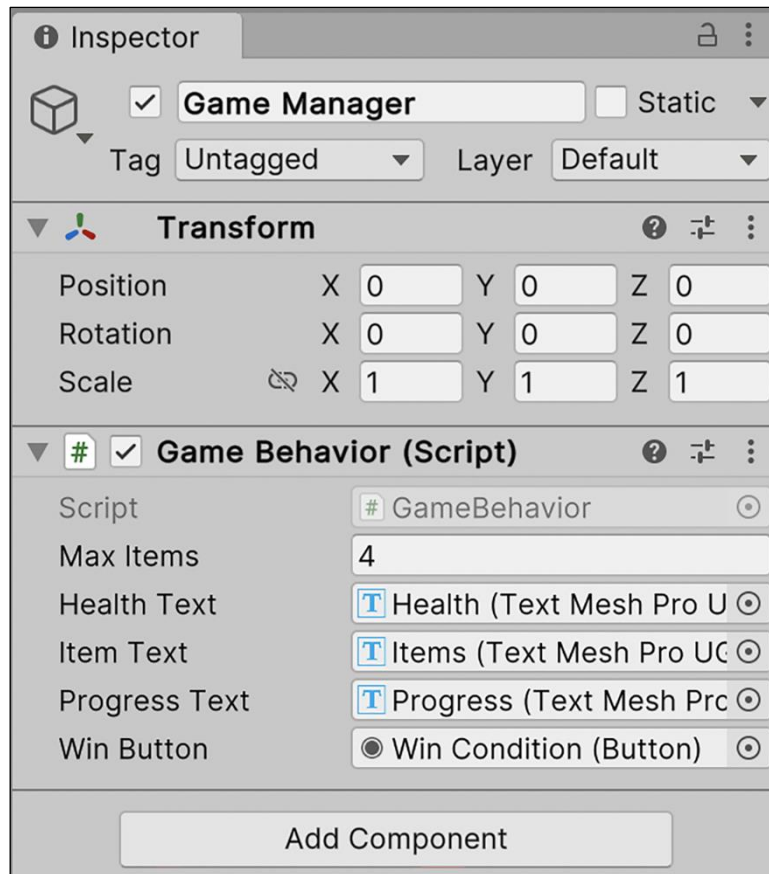 Inspector
Game Manager Static
Tag Untagged Layer Default
Transform
Position X 0 Y 0 Z 0
Rotation X 0 Y 0 Z 0
Scale X 1 Y 1 Z 1
# Game Behavior (Script)
Script # GameBehavior
Max Items 4
Health Text T Health (Text Mesh Pro U
Item Text T Items (Text Mesh Pro UG
Progress Text T Progress (Text Mesh Pro
Win Button Win Condition (Button)
Add Component